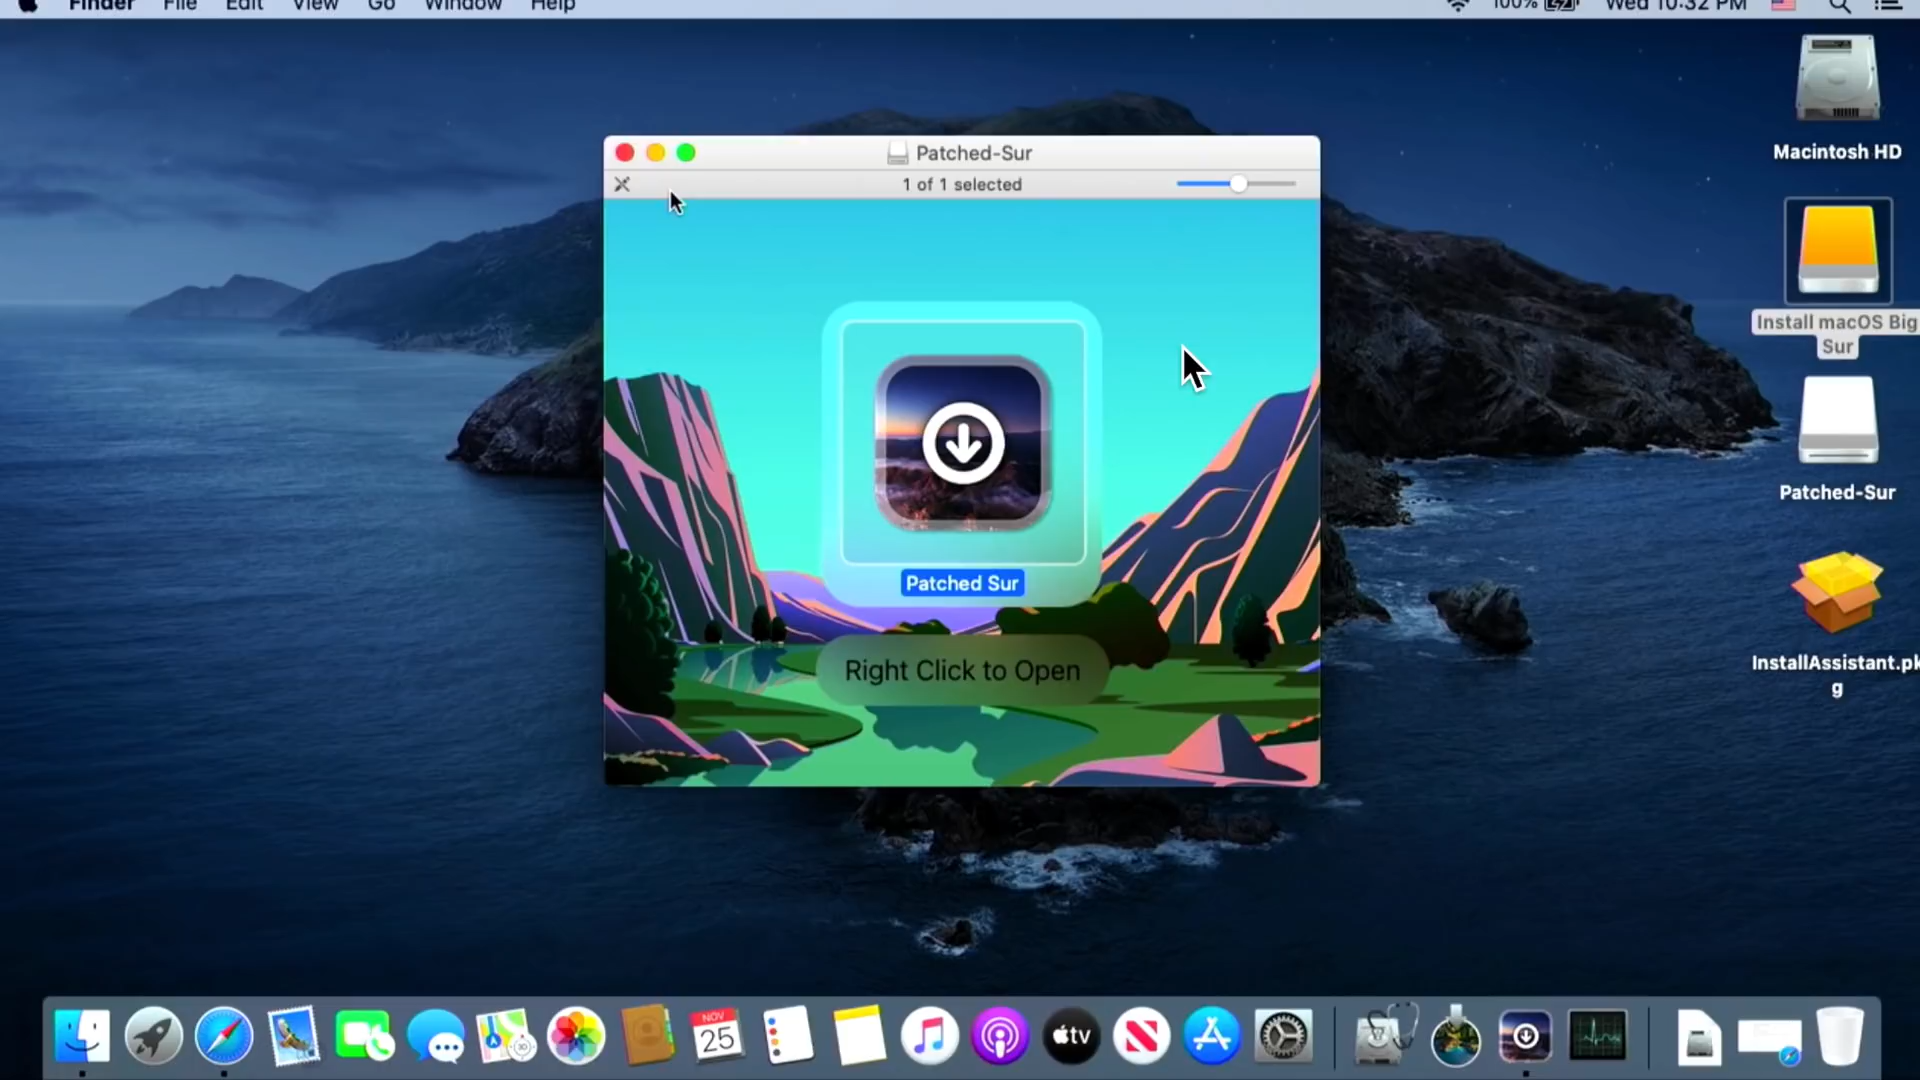 Finder File Edit View Go Window Help
100% Wed 10:32 PM
Patched-Sur
1 of 1 selected
Macintosh HD
Install macOS Big
Sur
Patched-Sur
Patched Sur
Right Click to Open
InstallAssistant.pk
g
NOV
25
tv